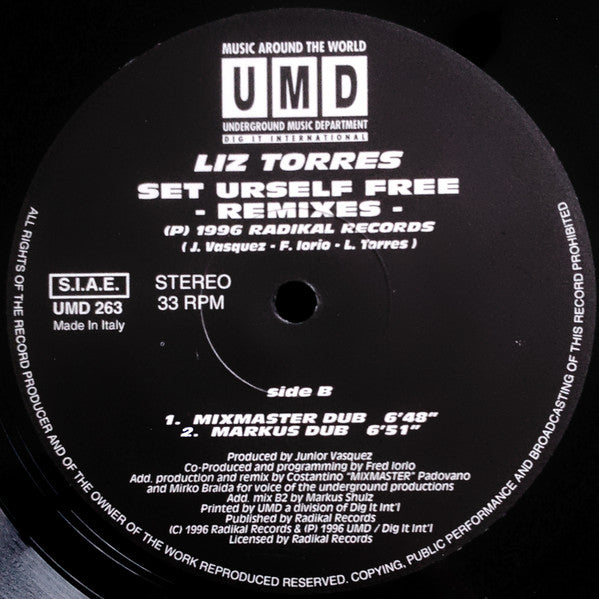 MUSIC AROUND THE WORLD
UMD
UNDERGROUND MUSIC DEPARTMENT
DIG IT INTERNATIONAL
LIZ TORRES
SET URSELF FREE
- REMIXES -
(P) 1996 RADIKAL RECORDS
( J. Vasquez - F. Iorio - L. Torres )
S.I.A.E.
UMD 263
Made In Italy
STEREO
33 RPM
side B
1. MIXMASTER DUB 6'48"
2. MARKUS DUB 6'51"
Produced by Junior Vasquez
Co-Produced and programming by Fred Iorio
Add. production and remix by Costantino "MIXMASTER" Padovano
and Mirko Braida for voice of the underground productions
Add. mix B2 by Markus Shulz
Printed by UMD a division of Dig It Int'l
Published by Radikal Records
(C) 1996 Radikal Records & (P) 1996 UMD / Dig It Int'l
Licensed by Radikal Records
ALL RIGHTS OF THE RECORD PRODUCER AND OF THE OWNER OF THE WORK REPRODUCED RESERVED. COPYING, PUBLIC PERFORMANCE AND BROADCASTING OF THIS RECORD PROHIBITED